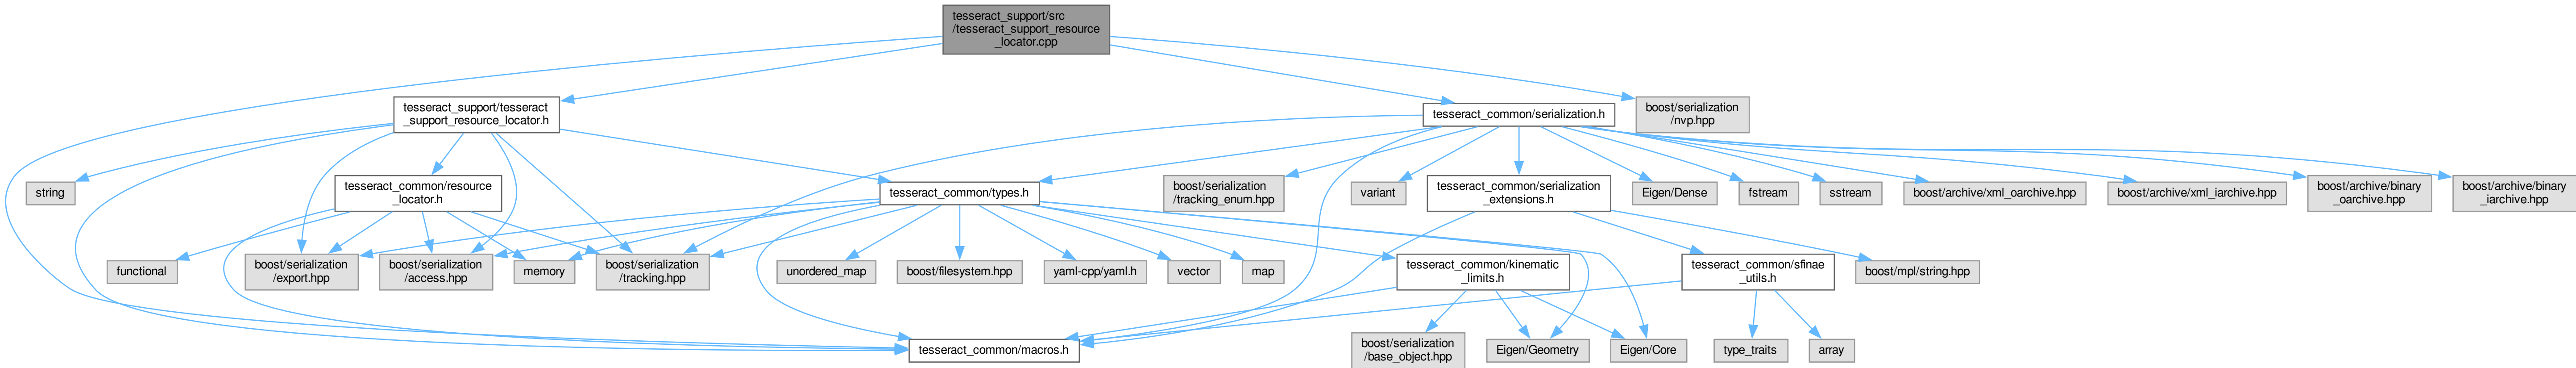 tesseract_support/src
/tesseract_support_resource
_locator.cpp
tesseract_support/tesseract
_support_resource_locator.h
tesseract_common/serialization.h
boost/serialization
/nvp.hpp
string
tesseract_common/resource
_locator.h
tesseract_common/types.h
boost/serialization
/tracking_enum.hpp
variant
tesseract_common/serialization
_extensions.h
Eigen/Dense
fstream
sstream
boost/archive/xml_oarchive.hpp
boost/archive/xml_iarchive.hpp
boost/archive/binary
_oarchive.hpp
boost/archive/binary
_iarchive.hpp
functional
boost/serialization
/export.hpp
boost/serialization
/access.hpp
memory
boost/serialization
/tracking.hpp
unordered_map
boost/filesystem.hpp
yaml-cpp/yaml.h
vector
map
tesseract_common/kinematic
_limits.h
tesseract_common/sfinae
_utils.h
boost/mpl/string.hpp
tesseract_common/macros.h
boost/serialization
/base_object.hpp
Eigen/Geometry
Eigen/Core
type_traits
array